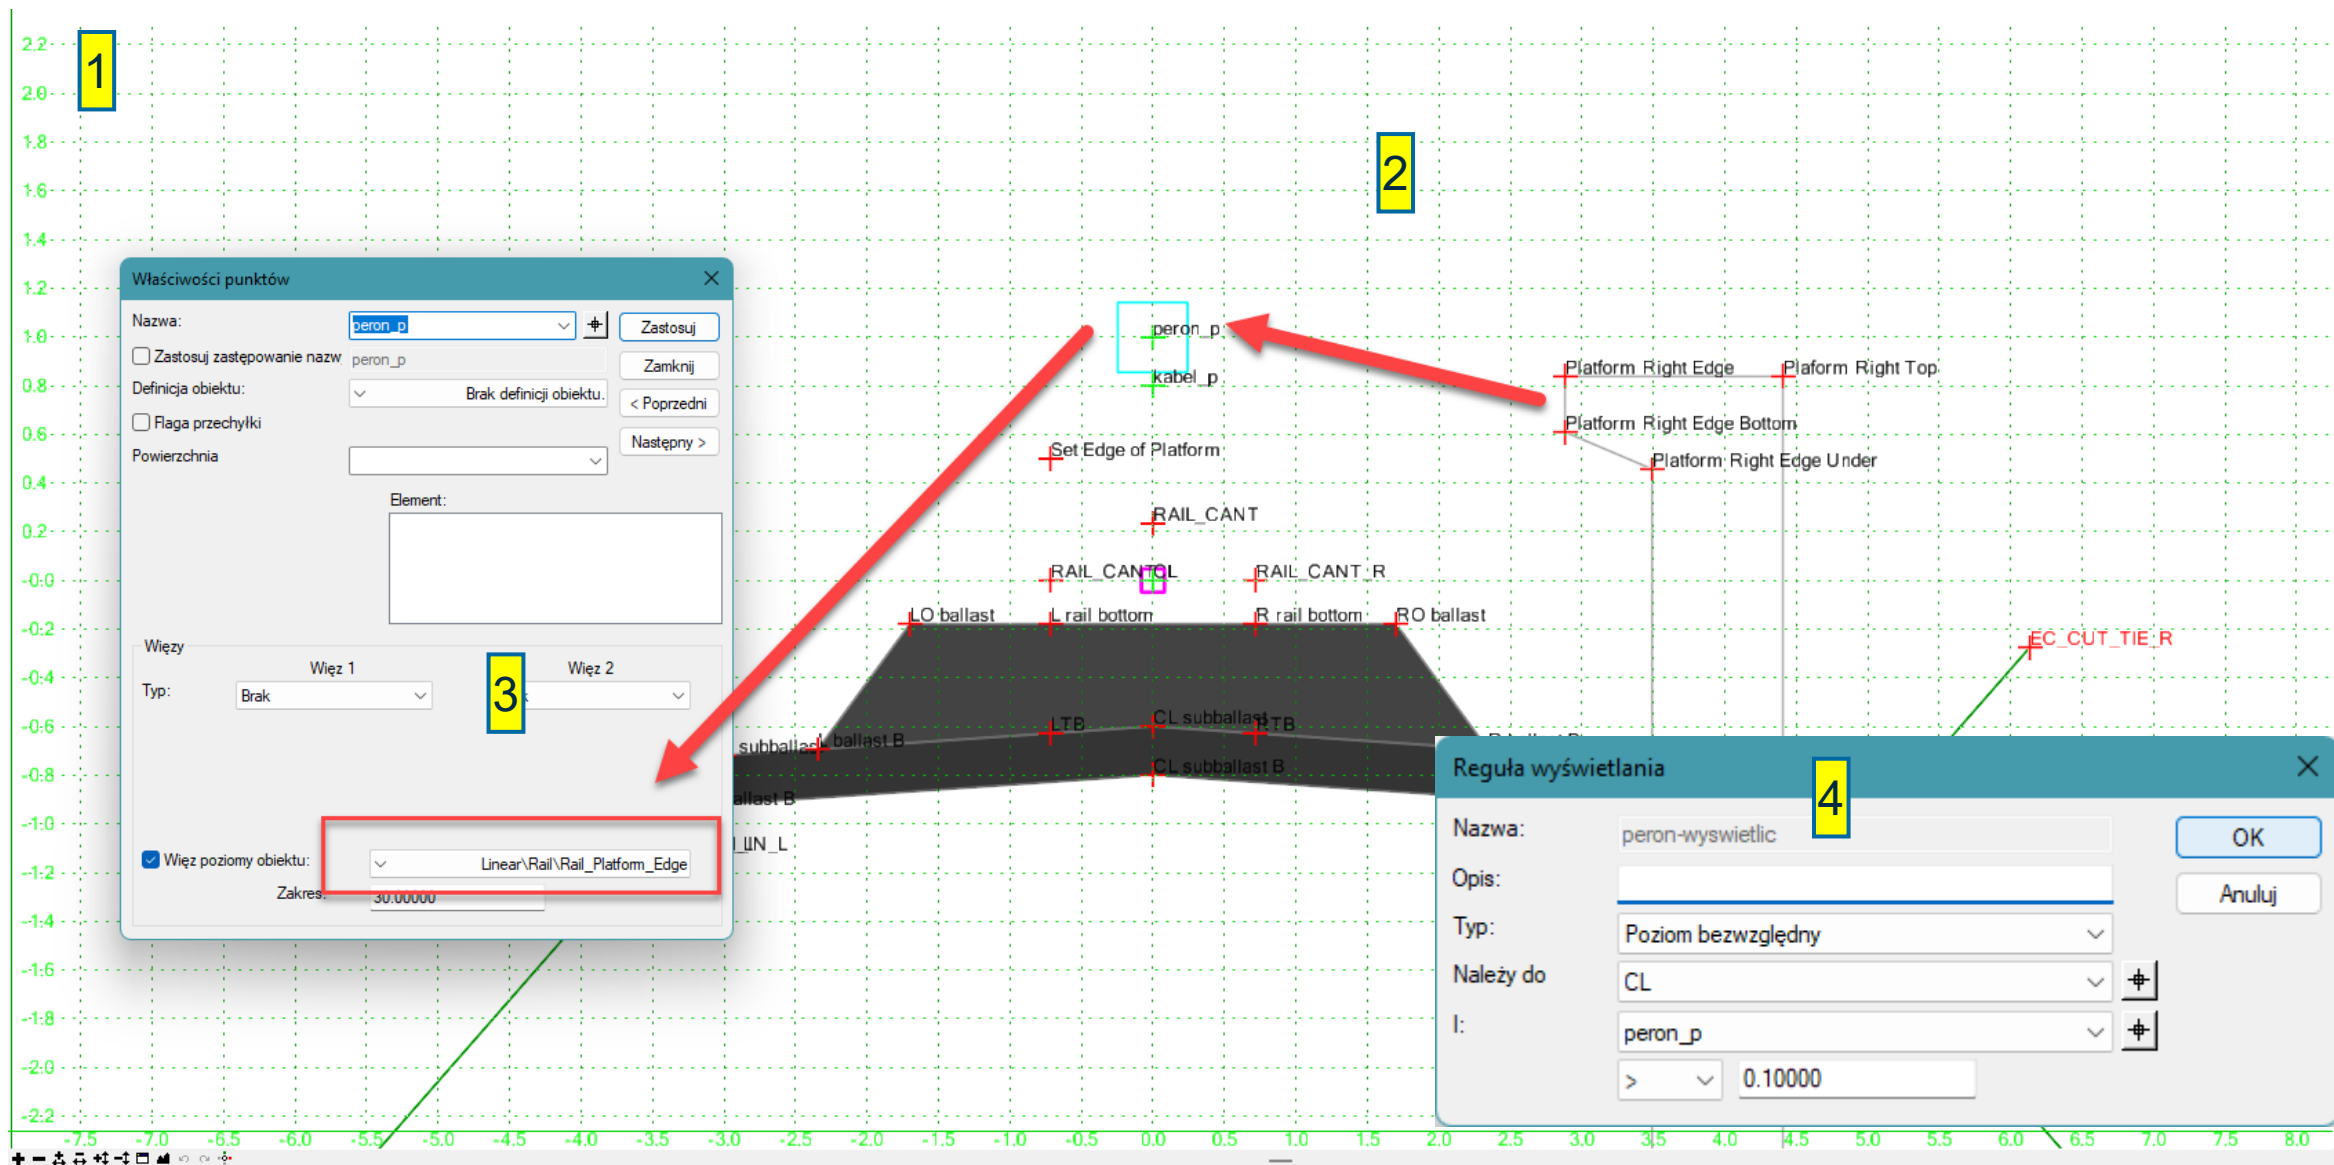 1
2
2.2
2.0
1.8
1.6
1.4
1.2
1.0
0.8
0.6
0.4
0.2
-0.0
-0.2
-0.4
-0.6
-0.8
-1.0
-1.2
-1.4
-1.6
-1.8
-2.0
-2.2
Właściwości punktów
Nazwa:
peron_p
Zastosuj
Zastosuj zastępowanie nazw
peron_p
Zamknij
Definicja obiektu:
Brak definicji obiektu.
< Poprzedni
Flaga przechyłki
Następny >
Powierzchnia
Element:
Więzy
Więz 1
3
Więz 2
Typ:
Brak
Więz poziomy obiektu:
Linear\Rail\Rail_Platform_Edge
Zakres:
30.00000
peron_p
kabel_p
Set Edge of Platform
RAIL_CANT
CL
RAIL_CANT_R
LO ballast
L rail bottom
R rail bottom
RO ballast
Platform Right Edge
Plaform Right Top
Platform Right Edge Bottom
Platform Right Edge Under
EC_CUT_TIE_R
LTB
CL subballast
RTB
ballast B
CL subballast B
Reguła wyświetlania
4
Nazwa:
peron-wyswietlic
OK
Opis:
Anuluj
Typ:
Poziom bezwzględny
Należy do
CL
I:
peron_p
>
0.10000
-7.5 -7.0 -6.5 -6.0 -5.5 -5.0 -4.5 -4.0 -3.5 -3.0 -2.5 -2.0 -1.5 -1.0 -0.5 0.0 0.5 1.0 1.5 2.0 2.5 3.0 3.5 4.0 4.5 5.0 5.5 6.0 6.5 7.0 7.5 8.0